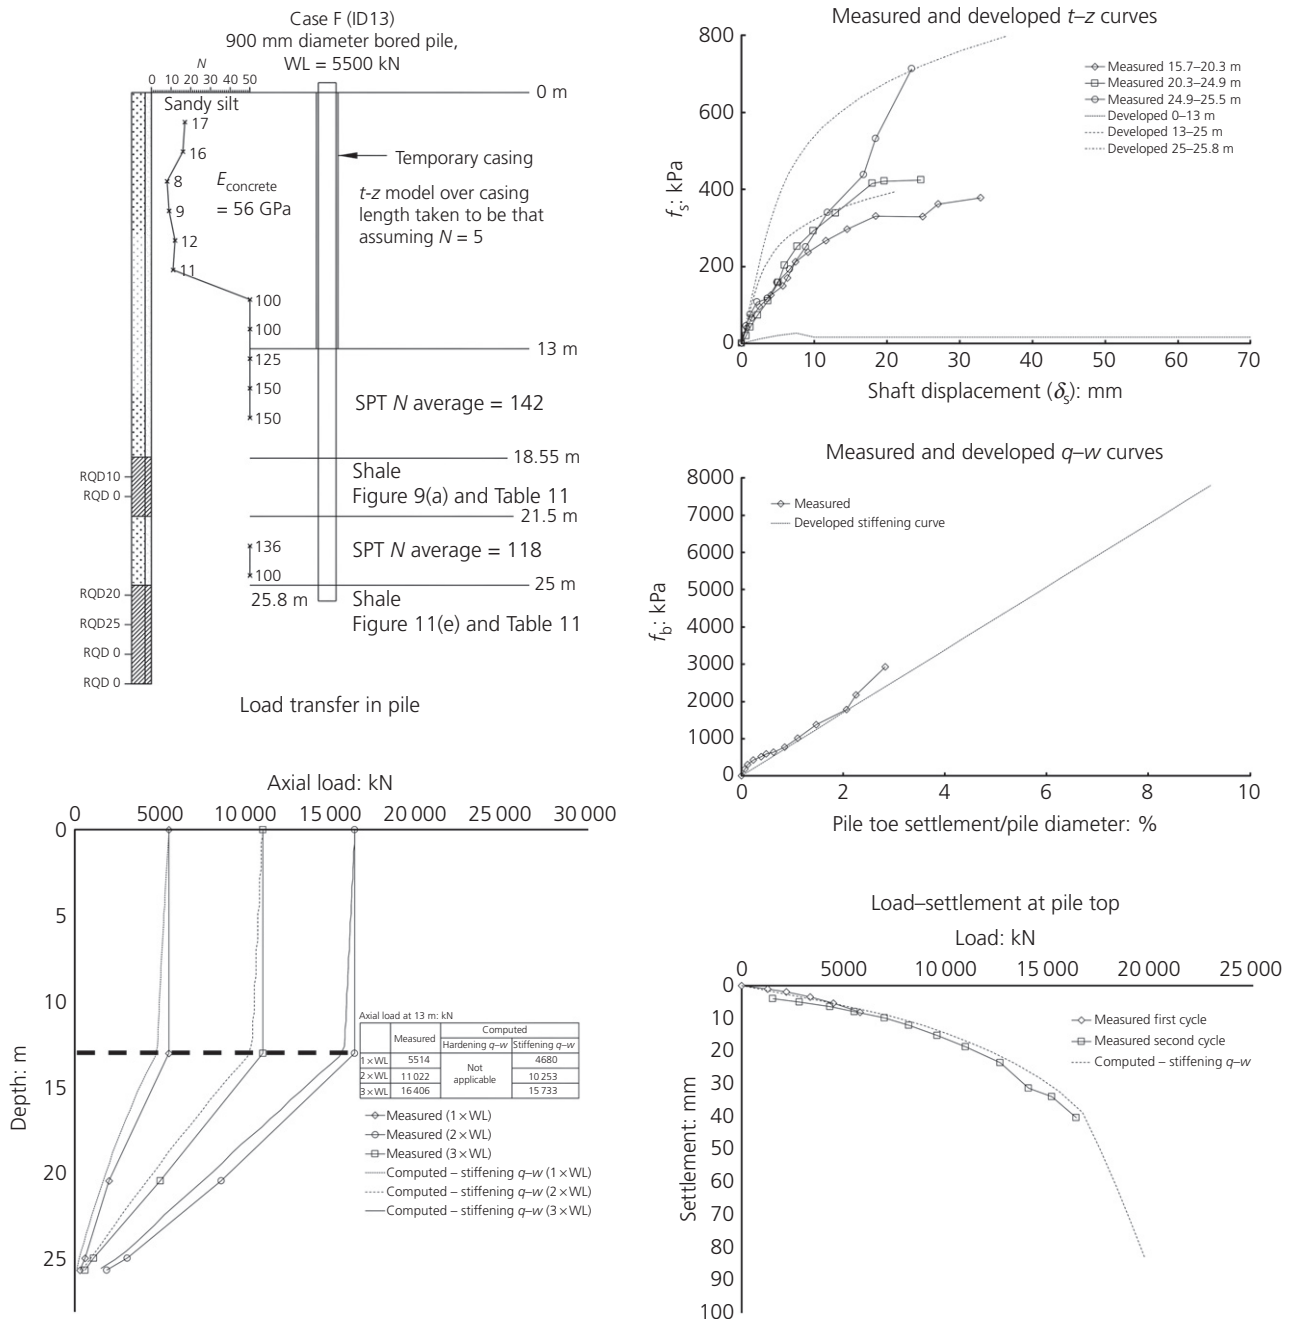 Case F (ID13)
900 mm diameter bored pile,
WL = 5500 kN
N
0 10 20 30 40 50
0 m
Sandy silt
17
16
8
9
12
11
100
100
125
150
150
E concrete
= 56 GPa
Temporary casing
t-z model over casing
length taken to be that
assuming N = 5
13 m
SPT N average = 142
18.55 m
RQD10
RQD 0
Shale
Figure 9(a) and Table 11
21.5 m
136
100
SPT N average = 118
25 m
25.8 m
RQD20
RQD25
RQD 0
RQD 0
Shale
Figure 11(e) and Table 11
Load transfer in pile
Axial load: kN
0 5000 10 000 15 000 20 000 25 000 30 000
0
5
10
15
20
25
Depth: m
Axial load at 13 m: kN
Measured Computed
Hardening q–w Stiffening q–w
1 × WL 5514 4680
2 × WL 11 022 10 253
3 × WL 16 406 15 733
Not
applicable
Measured (1 × WL)
Measured (2 × WL)
Measured (3 × WL)
Computed – stiffening q–w (1 × WL)
Computed – stiffening q–w (2 × WL)
Computed – stiffening q–w (3 × WL)
Measured and developed t–z curves
800
600
400
200
0
fs: kPa
Measured 15.7–20.3 m
Measured 20.3–24.9 m
Measured 24.9–25.5 m
Developed 0–13 m
Developed 13–25 m
Developed 25–25.8 m
0 10 20 30 40 50 60 70
Shaft displacement (δs): mm
Measured and developed q–w curves
8000
7000
6000
5000
4000
3000
2000
1000
0
fb: kPa
Measured
Developed stiffening curve
0 2 4 6 8 10
Pile toe settlement/pile diameter: %
Load–settlement at pile top
Load: kN
0 5000 10 000 15 000 20 000 25 000
0
10
20
30
40
50
60
70
80
90
100
Settlement: mm
Measured first cycle
Measured second cycle
Computed – stiffening q–w